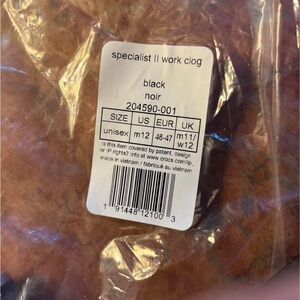 specialist II work clog
black
noir
204590-001
SIZE US EUR UK
unisex m12 46-47 m11/
w12
is this item covered by patent, design
or IP rights? info at www.crocs.com/ip.
made in vietnam / fabriqué au vietnam
1 91448 12100 3